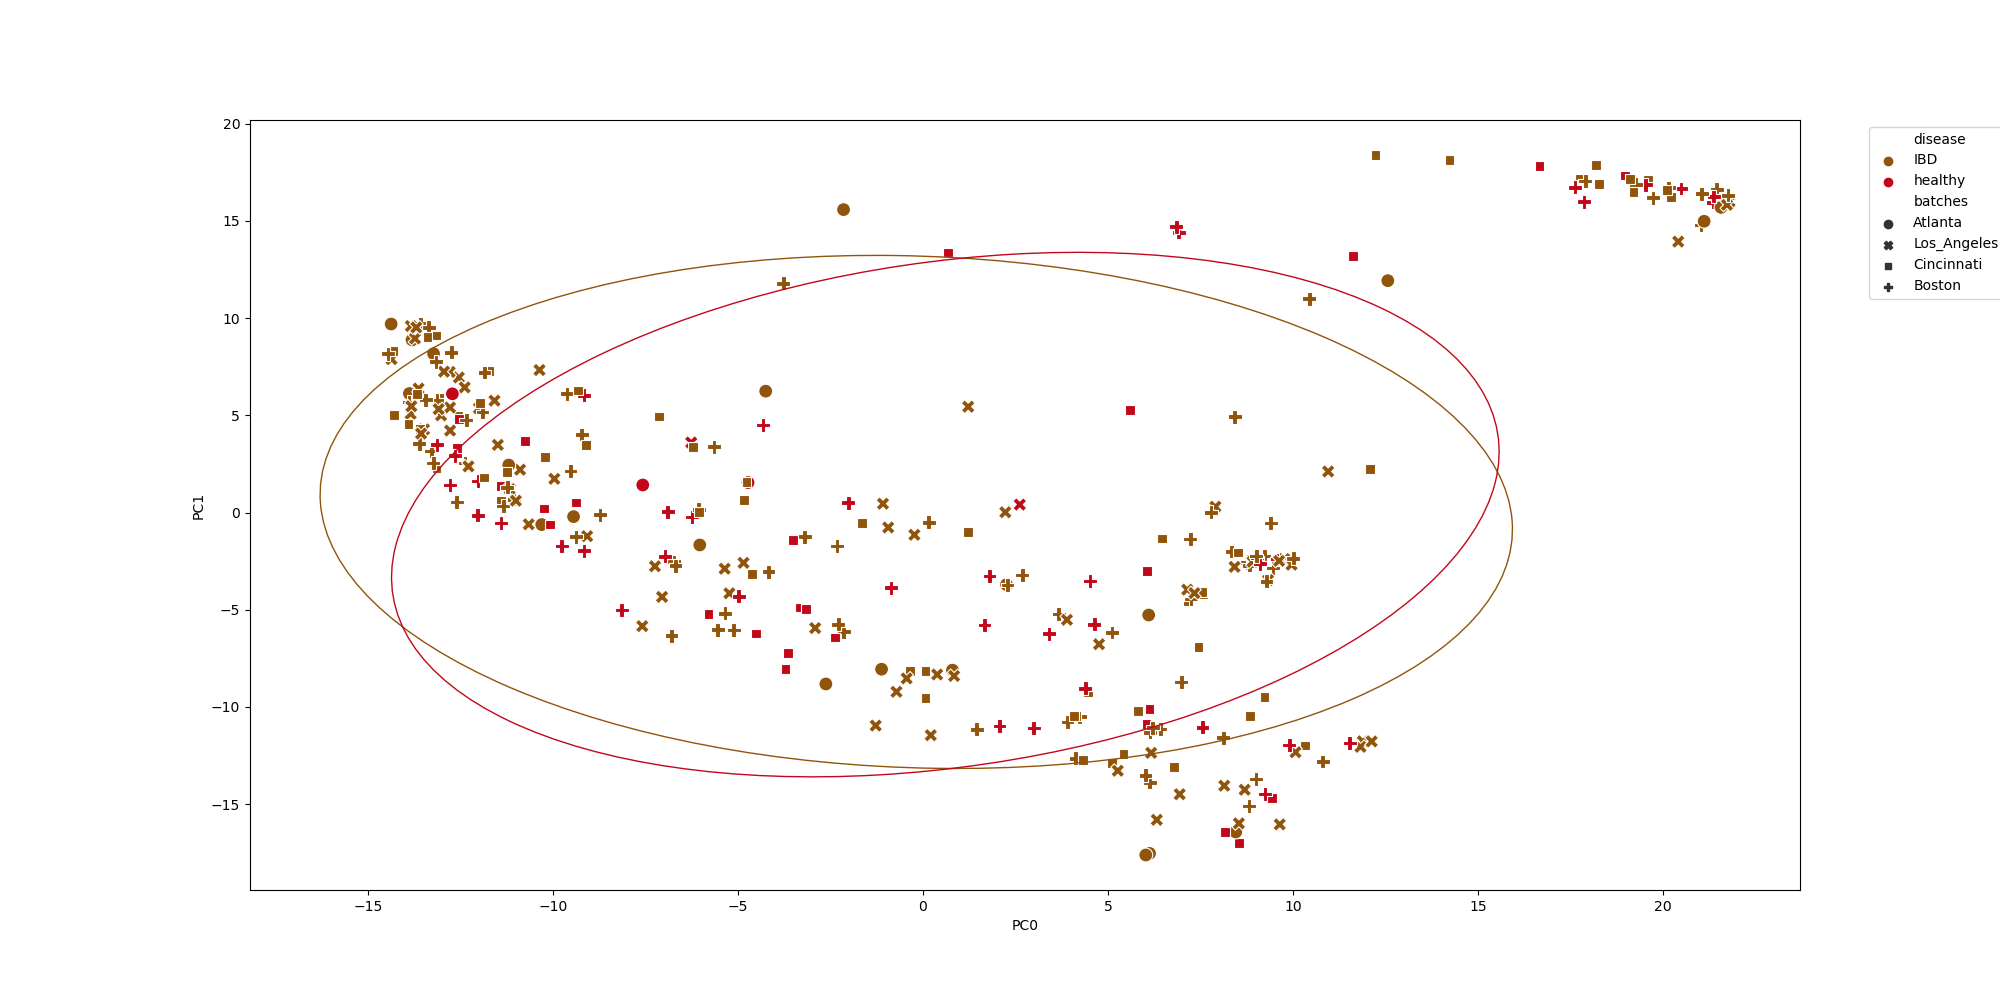 disease
IBD
healthy
batches
Atlanta
Los_Angeles
Cincinnati
Boston
20
15
10
5
0
−5
−10
−15
PC1
−15 −10 −5 0 5 10 15 20
PC0